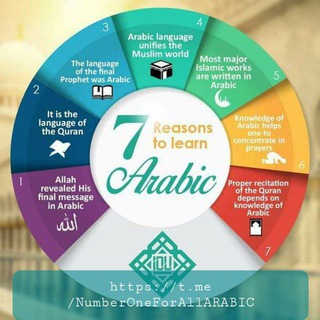 7 Reasons
to learn
Arabic
1
Allah
revealed His
final message
in Arabic
الله
2
It is the
language of
the Quran
3
The language
of the final
Prophet was Arabic
4
Arabic language
unifies the
Muslim world
5
Most major
Islamic works
are written in
Arabic
6
Knowledge of
Arabic helps
one to
concentrate in
prayers
7
Proper recitation
of the Quran
depends on
knowledge of
Arabic
https://t.me
/NumberOneForAllARABIC